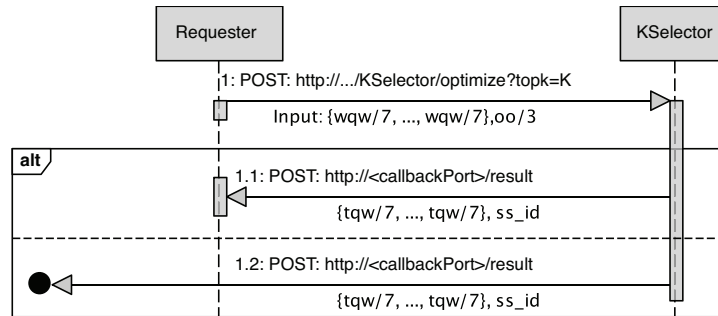 Requester
KSelector
1: POST: http://.../KSelector/optimize?topk=K
Input: {wqw/7, ..., wqw/7},oo/3
alt
1.1: POST: http://<callbackPort>/result
{tqw/7, ..., tqw/7}, ss_id
1.2: POST: http://<callbackPort>/result
{tqw/7, ..., tqw/7}, ss_id